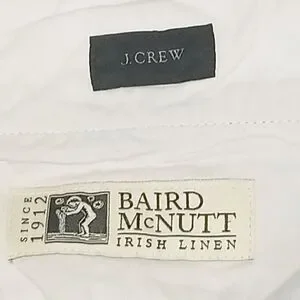 J.CREW
SINCE
1912
BAIRD
McNUTT
IRISH LINEN